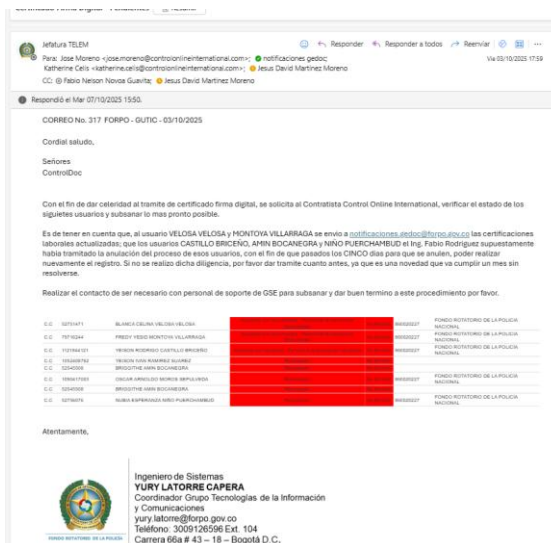 Jefatura TELEM
Responder Responder a todos Reenviar
Para: Jose Moreno <jose.moreno@controlonlineinternational.com>; notificaciones gedoc;
Vie 03/10/2025 17:59
Katherine Celis <katherine.celis@controlonlineinternational.com>; Jesus David Martinez Moreno
CC: Fabio Nelson Novoa Guavita; Jesus David Martinez Moreno
Respondió el Mar 07/10/2025 15:50.
CORREO No. 317 FORPO - GUTIC - 03/10/2025
Cordial saludo,
Señores
ControlDoc
Con el fin de dar celeridad al tramite de certificado firma digital, se solicita al Contratista Control Online International, verificar el estado de los
siguietes usuarios y subsanar lo mas pronto posible.
Es de tener en cuenta que, al usuario VELOSA VELOSA y MONTOYA VILLARRAGA se envio a notificaciones.gedoc@forpo.gov.co las certificaciones
laborales actualizadas; que los usuarios CASTILLO BRICEÑO, AMIN BOCANEGRA y NIÑO PUERCHAMBUD el Ing. Fabio Rodriguez supuestamente
habia tramitado la anulación del proceso de esos usuarios, con el fin de que pasados los CINCO dias para que se anulen, poder realizar
nuevamente el registro. Si no se realizo dicha diligencia, por favor dar tramite cuanto antes, ya que es una novedad que va cumplir un mes sin
resolverse.
Realizar el contacto de ser necesario con personal de soporte de GSE para subsanar y dar buen termino a este procedimiento por favor.
C.C BLANCA CELINA VELOSA VELOSA FONDO ROTATORIO DE LA POLICIA
NACIONAL
C.C FREDY YESID MONTOYA VILLARRAGA FONDO ROTATORIO DE LA POLICIA
NACIONAL
C.C YEISON RODRIGO CASTILLO BRICEÑO FONDO ROTATORIO DE LA POLICIA
NACIONAL
C.C YEISON IVAN RAMIREZ SUAREZ
C.C BRIGGITHE AMIN BOCANEGRA
C.C OSCAR ARNOLDO MOROS SEPULVEDA FONDO ROTATORIO DE LA POLICIA
NACIONAL
C.C BRIGGITHE AMIN BOCANEGRA
C.C NUBIA ESPERANZA NIÑO PUERCHAMBUD FONDO ROTATORIO DE LA POLICIA
NACIONAL
Atentamente,
Ingeniero de Sistemas
YURY LATORRE CAPERA
Coordinador Grupo Tecnologías de la Información
y Comunicaciones
yury.latorre@forpo.gov.co
Teléfono: 3009126596 Ext. 104
Carrera 66a # 43 – 18 – Bogotá D.C.
FONDO ROTATORIO DE LA POLICÍA